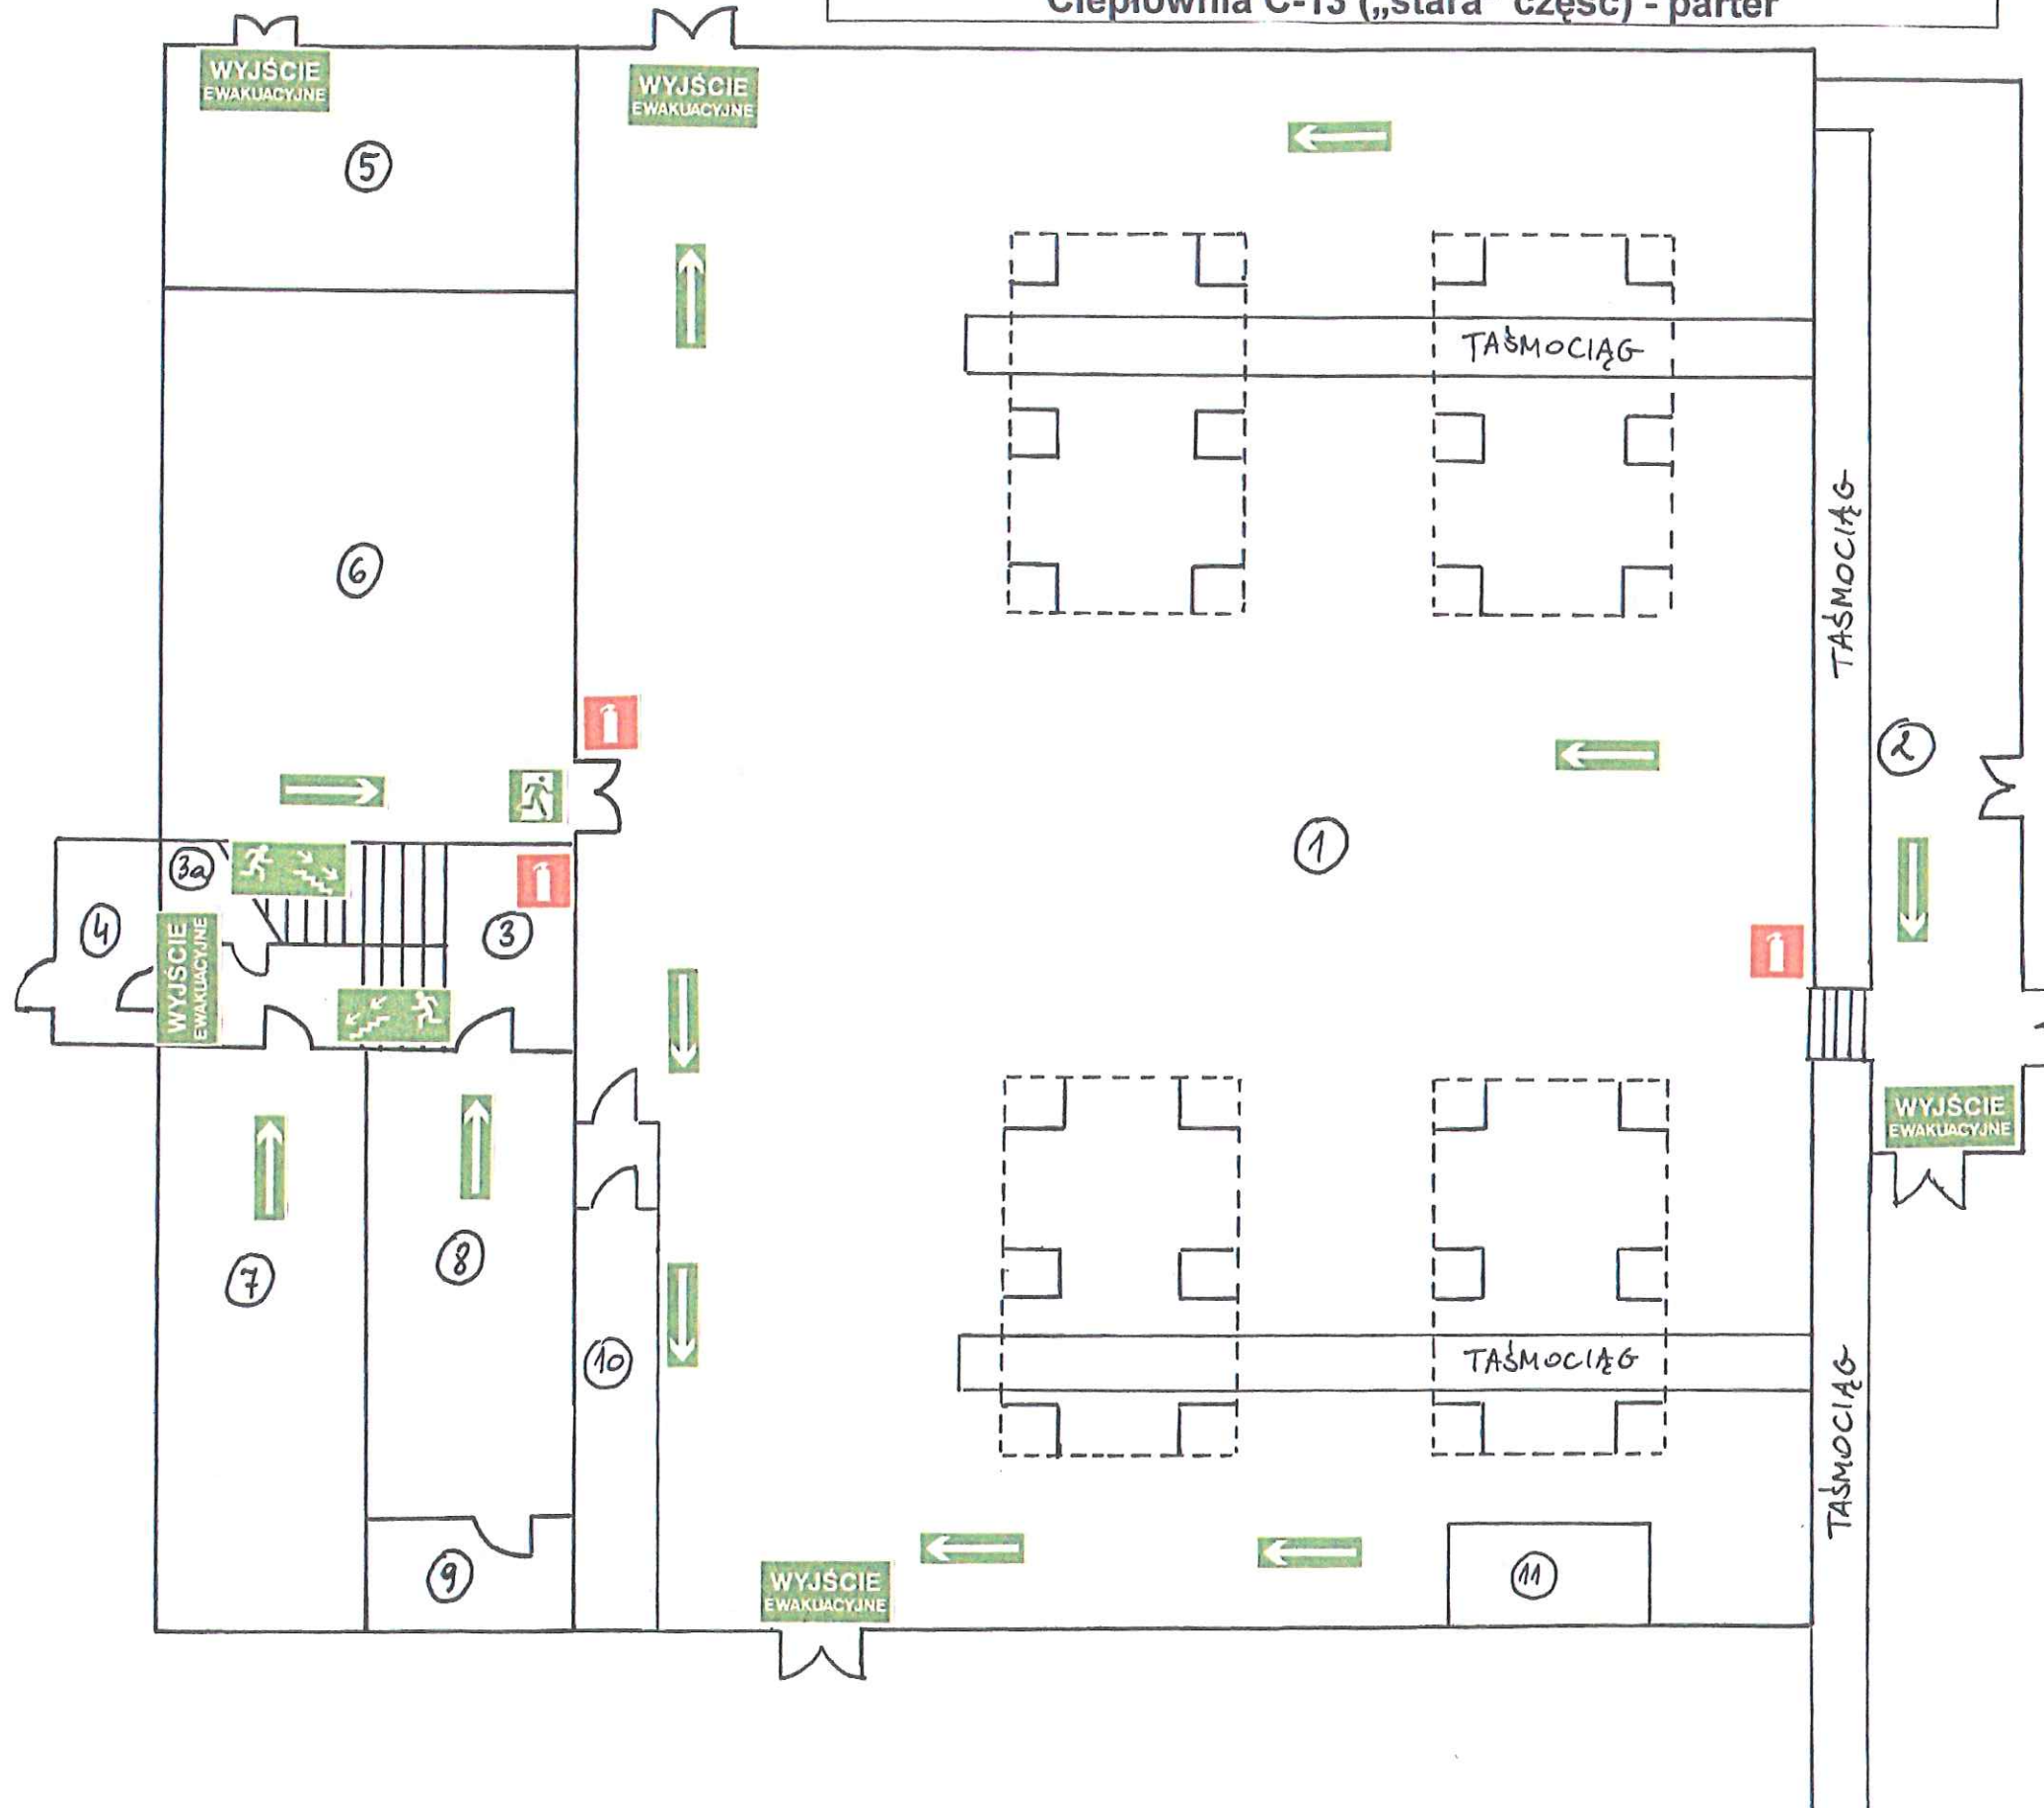 Ciepłownia C-13 („stara" część) - parter
WYJŚCIE
EWAKUACYJNE
WYJŚCIE
EWAKUACYJNE
5
TAŚMOCIĄG
6
TAŚMOCIĄG
2
1
3a
4
WYJŚCIE
EWAKUACYJNE
3
WYJŚCIE
EWAKUACYJNE
7
8
10
TAŚMOCIĄG
TAŚMOCIĄG
9
WYJŚCIE
EWAKUACYJNE
11